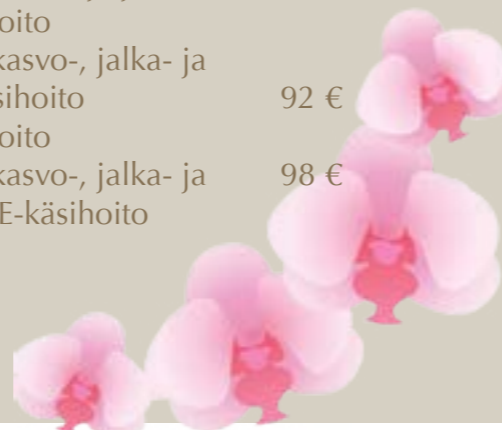 oito
kasvo-, jalka- ja
sihoito 92 €
oito
kasvo-, jalka- ja 98 €
E-käsihoito